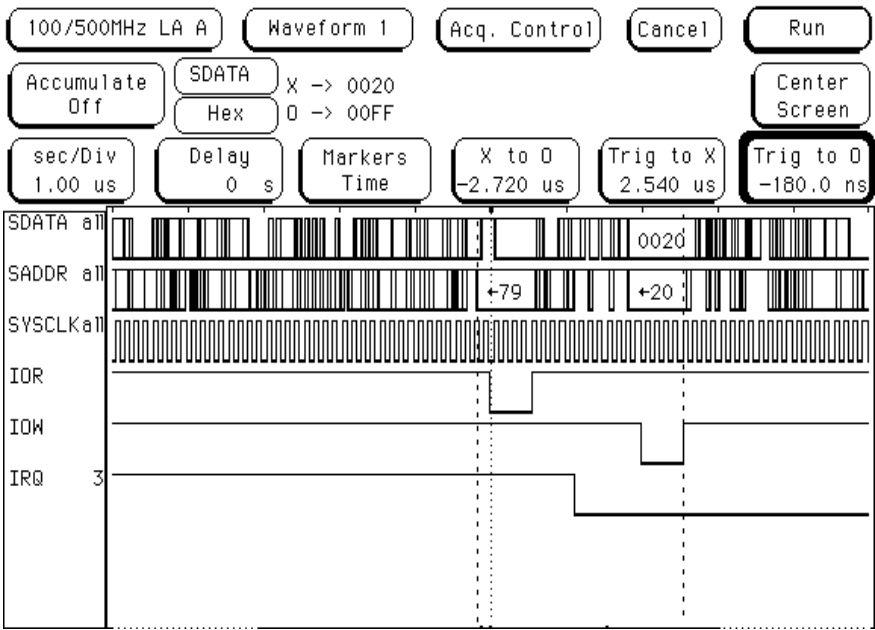 100/500MHz LA A Waveform 1 Acq. Control Cancel Run
Accumulate Off SDATA Hex X -> 0020
O -> 00FF Center Screen
sec/Div 1.00 us Delay 0 s Markers Time X to O -2.720 us Trig to X 2.540 us Trig to O -180.0 ns
SDATA all 0020
SADDR all ←79 ←20
SYSCLKall
IOR
IOW
IRQ 3